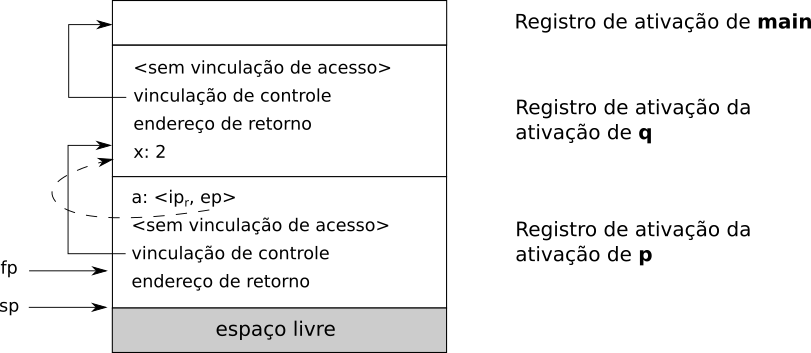 Registro de ativação de main
<sem vinculação de acesso>
vinculação de controle
endereço de retorno
x: 2
Registro de ativação da
ativação de q
a: <ipr, ep>
<sem vinculação de acesso>
vinculação de controle
endereço de retorno
Registro de ativação da
ativação de p
fp
sp
espaço livre